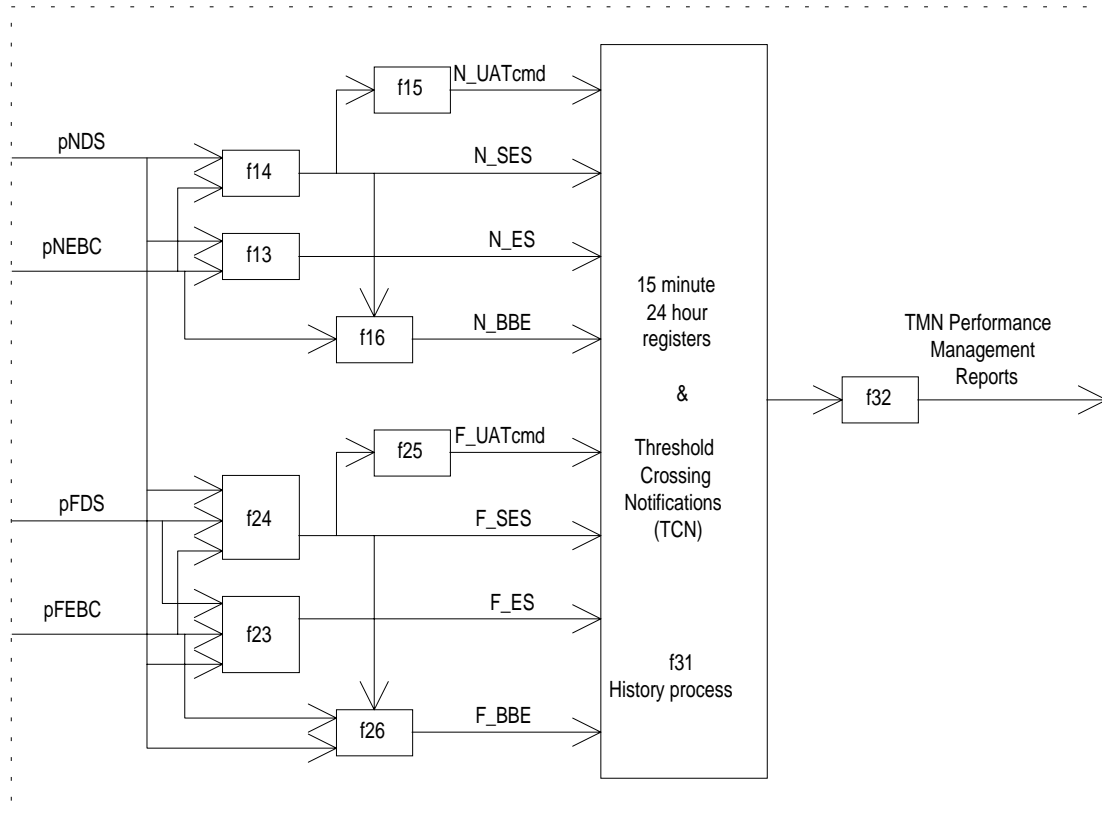 pNDS
pNEBC
pFDS
pFEBC
f15
N_UATcmd
f14
N_SES
f13
N_ES
f16
N_BBE
f25
F_UATcmd
f24
F_SES
f23
F_ES
f26
F_BBE
15 minute
24 hour
registers
&
Threshold
Crossing
Notifications
(TCN)
f31
History process
f32
TMN Performance
Management
Reports